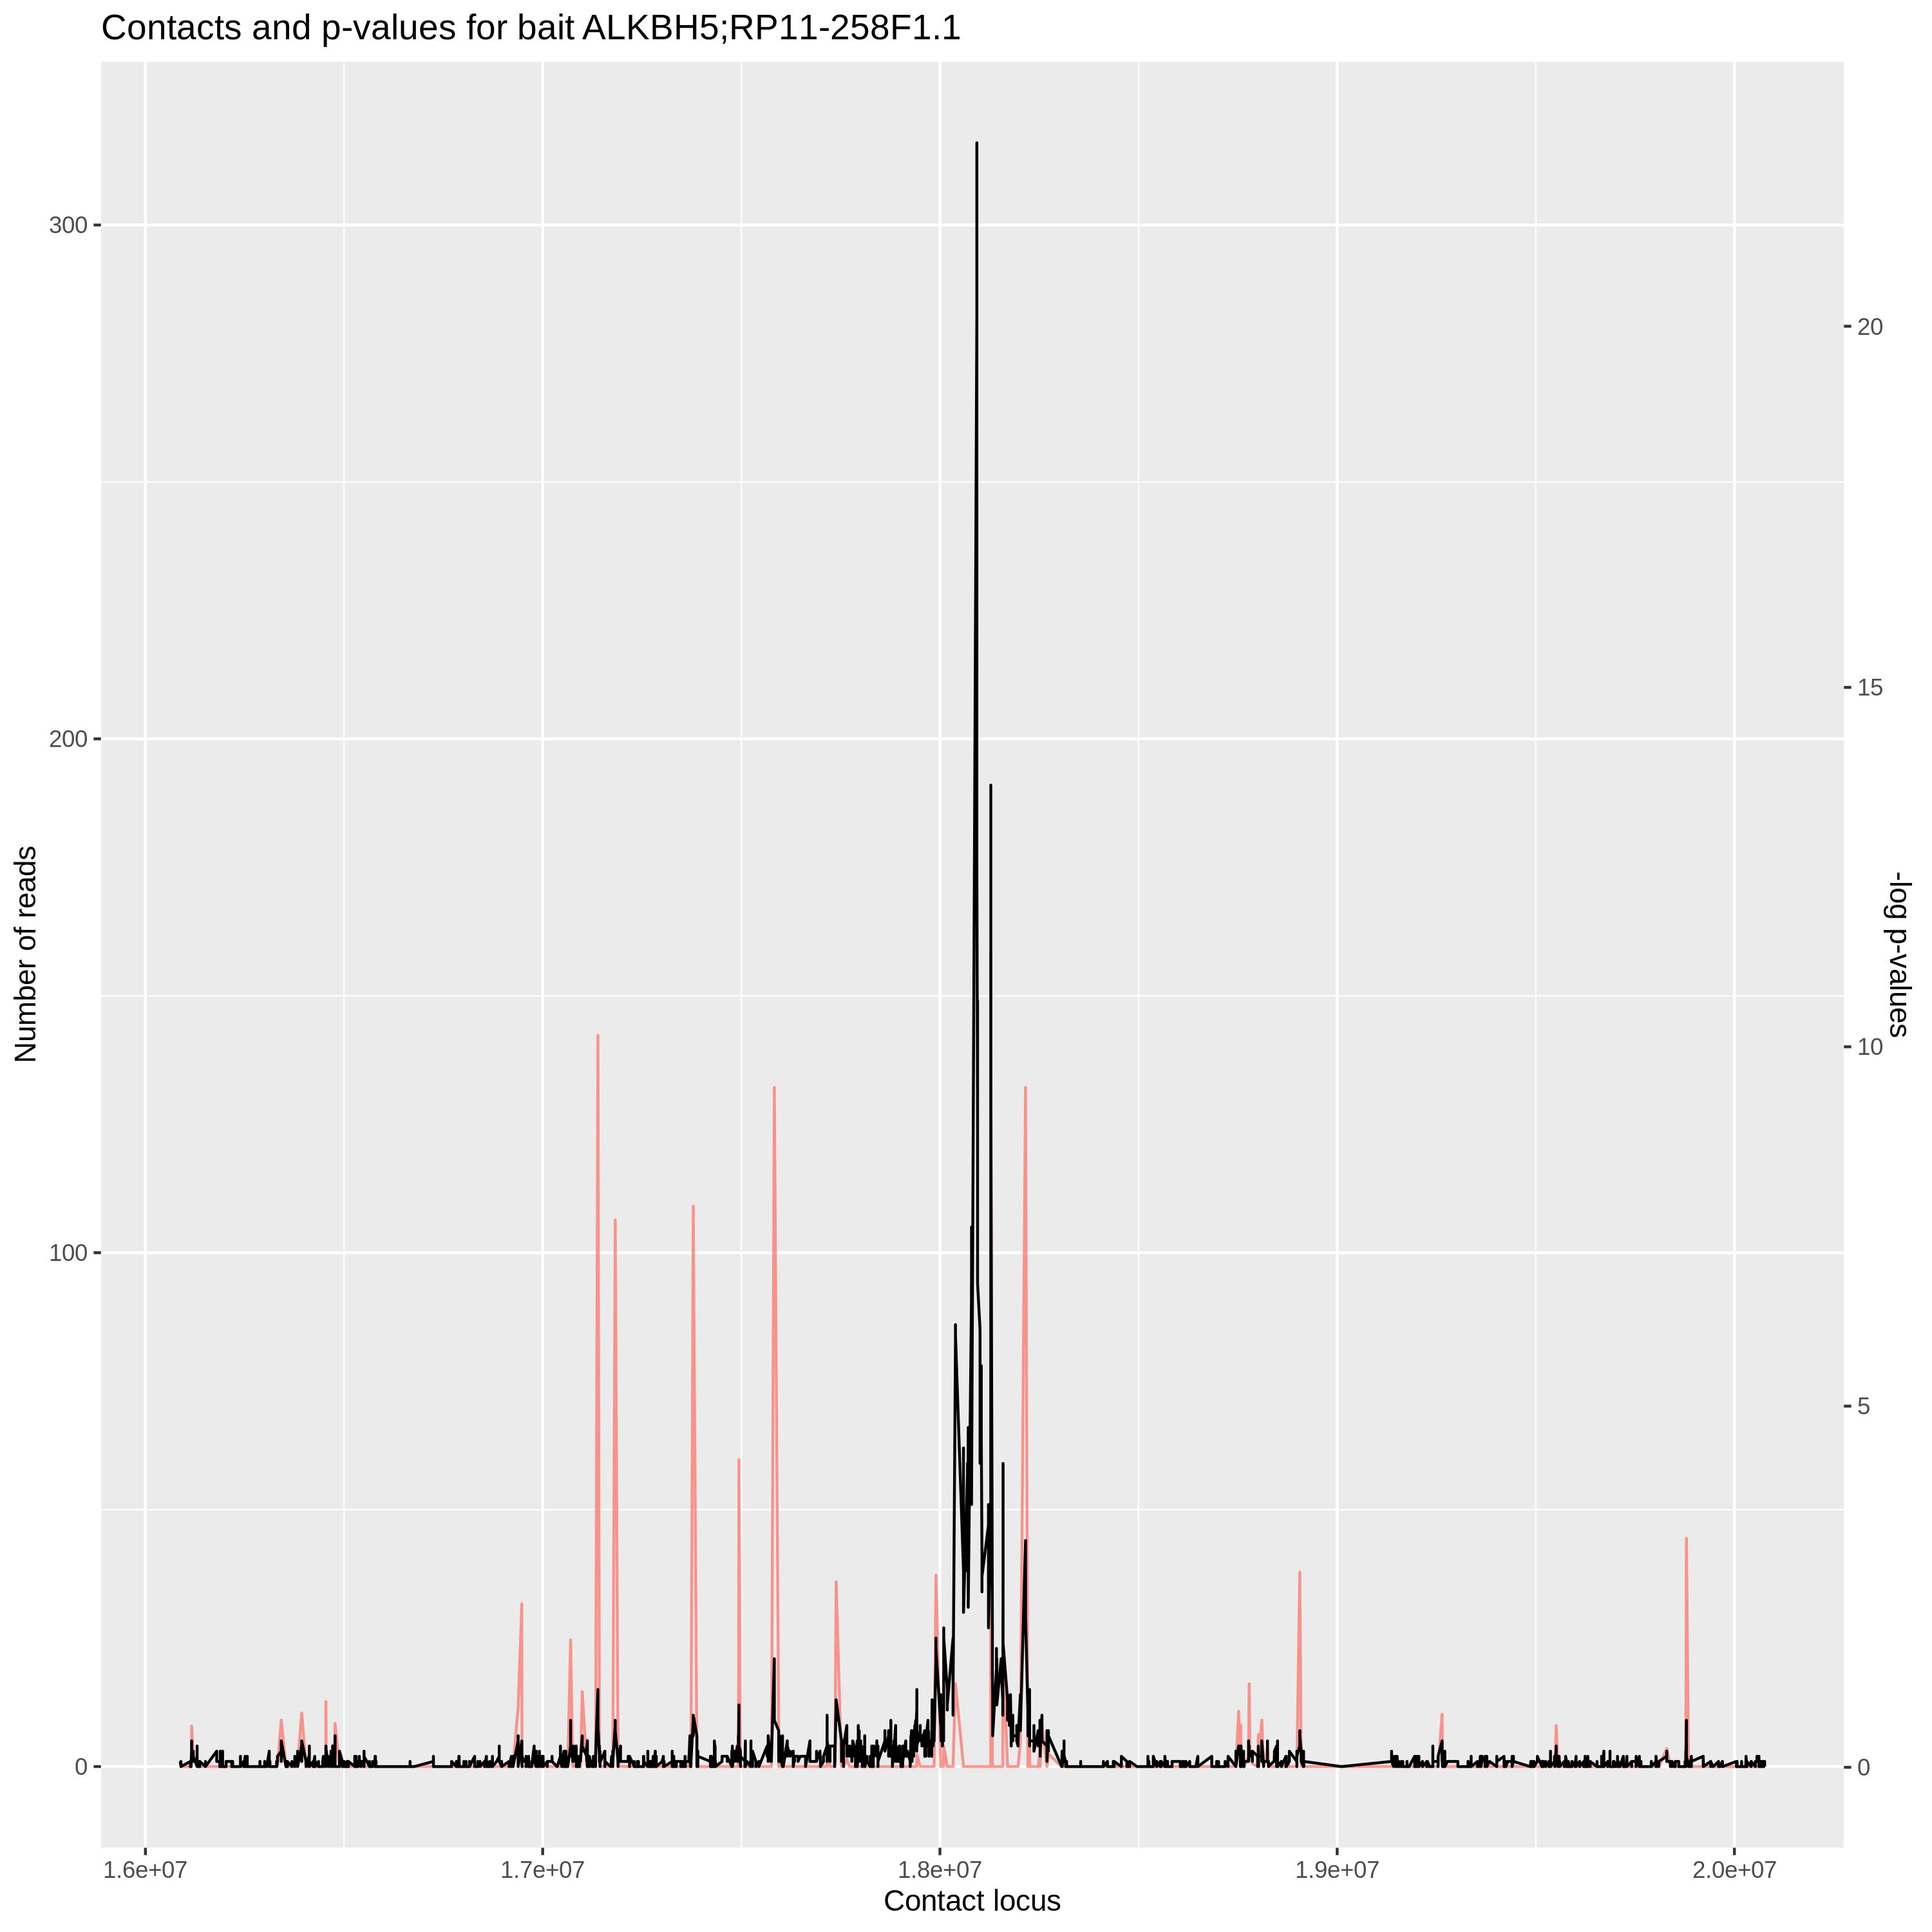 Contacts and p-values for bait ALKBH5;RP11-258F1.1
300
200
100
0
Number of reads
20
15
10
5
0
-log p-values
1.6e+07
1.7e+07
1.8e+07
1.9e+07
2.0e+07
Contact locus